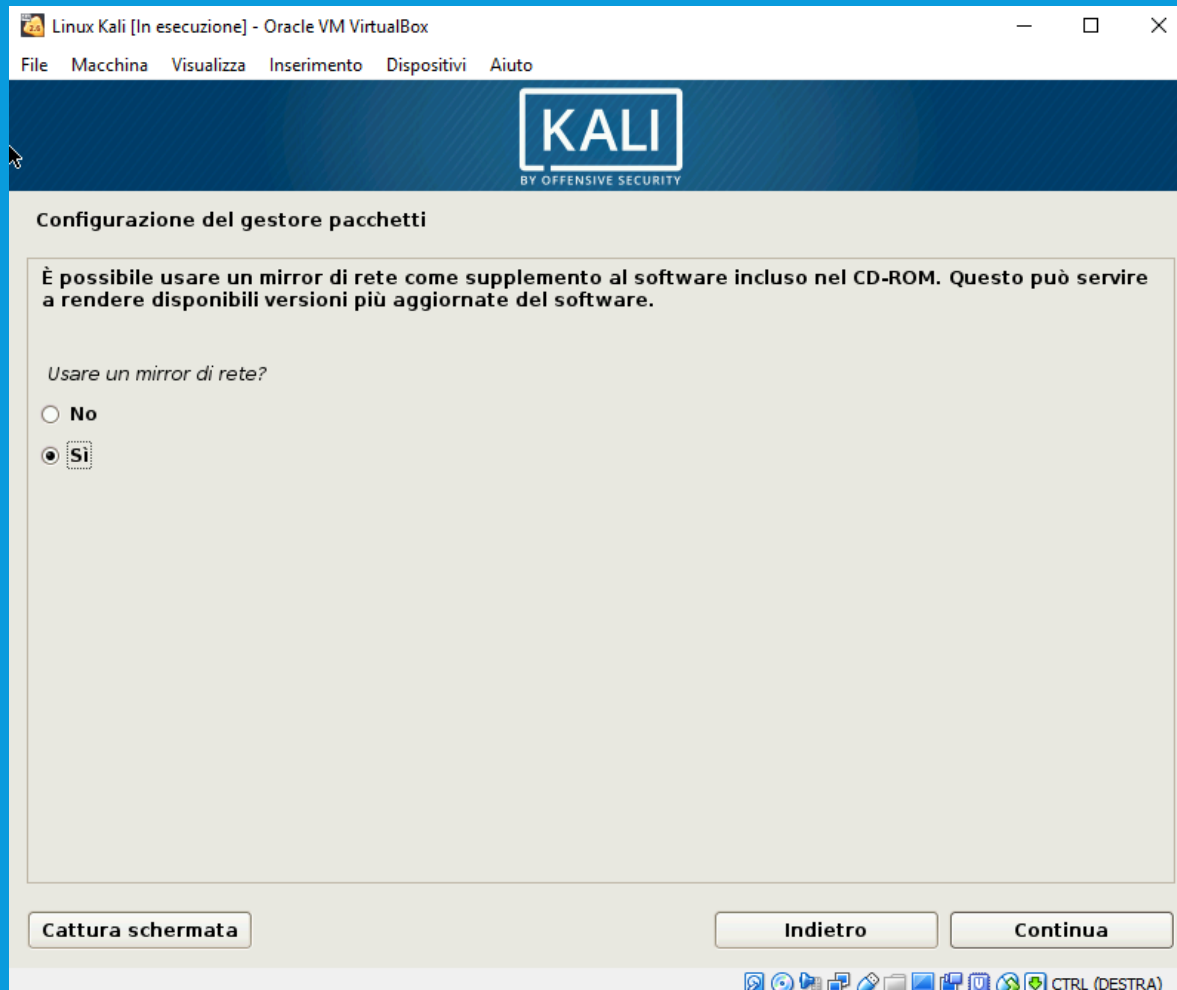 Linux Kali [In esecuzione] - Oracle VM VirtualBox
File Macchina Visualizza Inserimento Dispositivi Aiuto
KALI
BY OFFENSIVE SECURITY
Configurazione del gestore pacchetti
È possibile usare un mirror di rete come supplemento al software incluso nel CD-ROM. Questo può servire
a rendere disponibili versioni più aggiornate del software.
Usare un mirror di rete?
No
Sì
Cattura schermata Indietro Continua
CTRL (DESTRA)